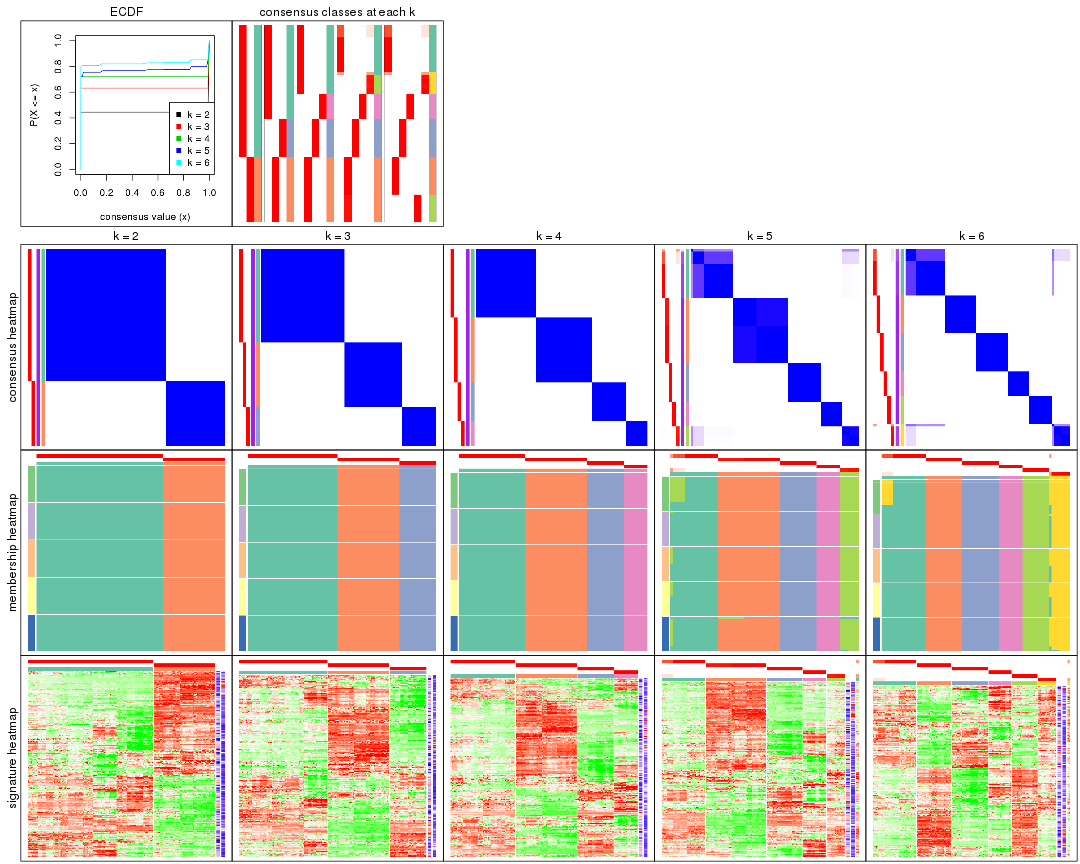 ECDF
consensus classes at each k
P(X <= x)
1.0
0.8
0.6
0.4
0.2
0.0
k = 2
k = 3
k = 4
k = 5
k = 6
0.0 0.2 0.4 0.6 0.8 1.0
consensus value (x)
k = 2
k = 3
k = 4
k = 5
k = 6
consensus heatmap
membership heatmap
signature heatmap